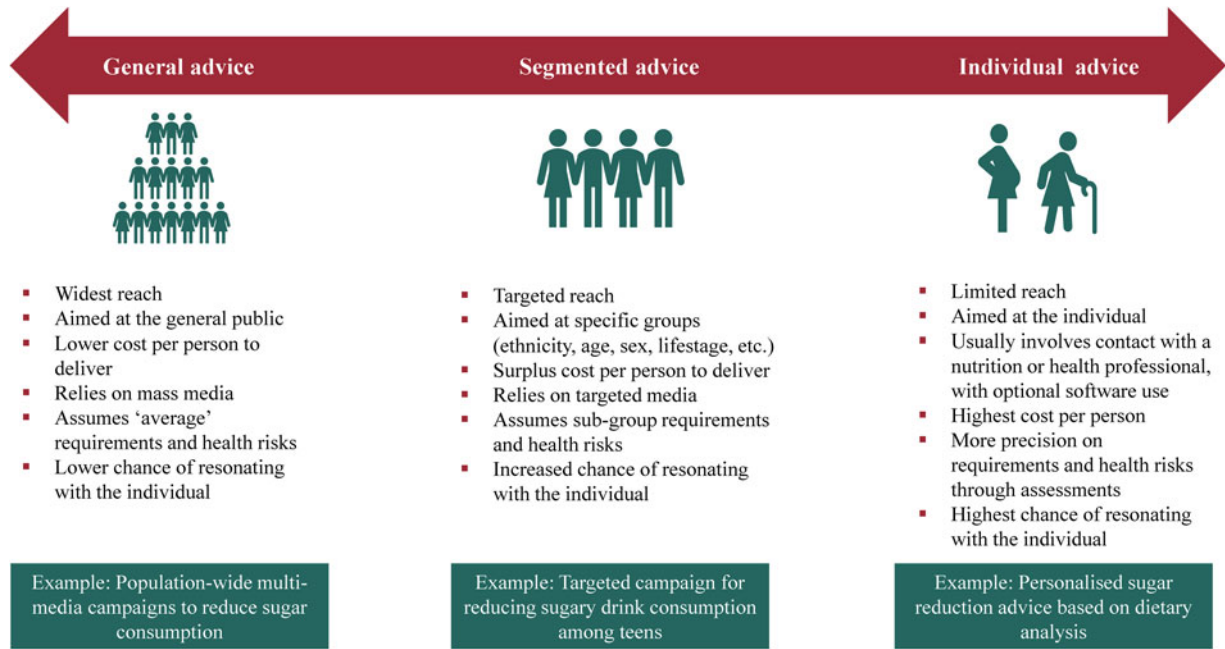 General advice
Segmented advice
Individual advice
▪ Widest reach
▪ Aimed at the general public
▪ Lower cost per person to
deliver
▪ Relies on mass media
▪ Assumes ‘average’
requirements and health risks
▪ Lower chance of resonating
with the individual
▪ Targeted reach
▪ Aimed at specific groups
(ethnicity, age, sex, lifestage, etc.)
▪ Surplus cost per person to deliver
▪ Relies on targeted media
▪ Assumes sub-group requirements
and health risks
▪ Increased chance of resonating
with the individual
▪ Limited reach
▪ Aimed at the individual
▪ Usually involves contact with a
nutrition or health professional,
with optional software use
▪ Highest cost per person
▪ More precision on
requirements and health risks
through assessments
▪ Highest chance of resonating
with the individual
Example: Population-wide multi-
media campaigns to reduce sugar
consumption
Example: Targeted campaign for
reducing sugary drink consumption
among teens
Example: Personalised sugar
reduction advice based on dietary
analysis